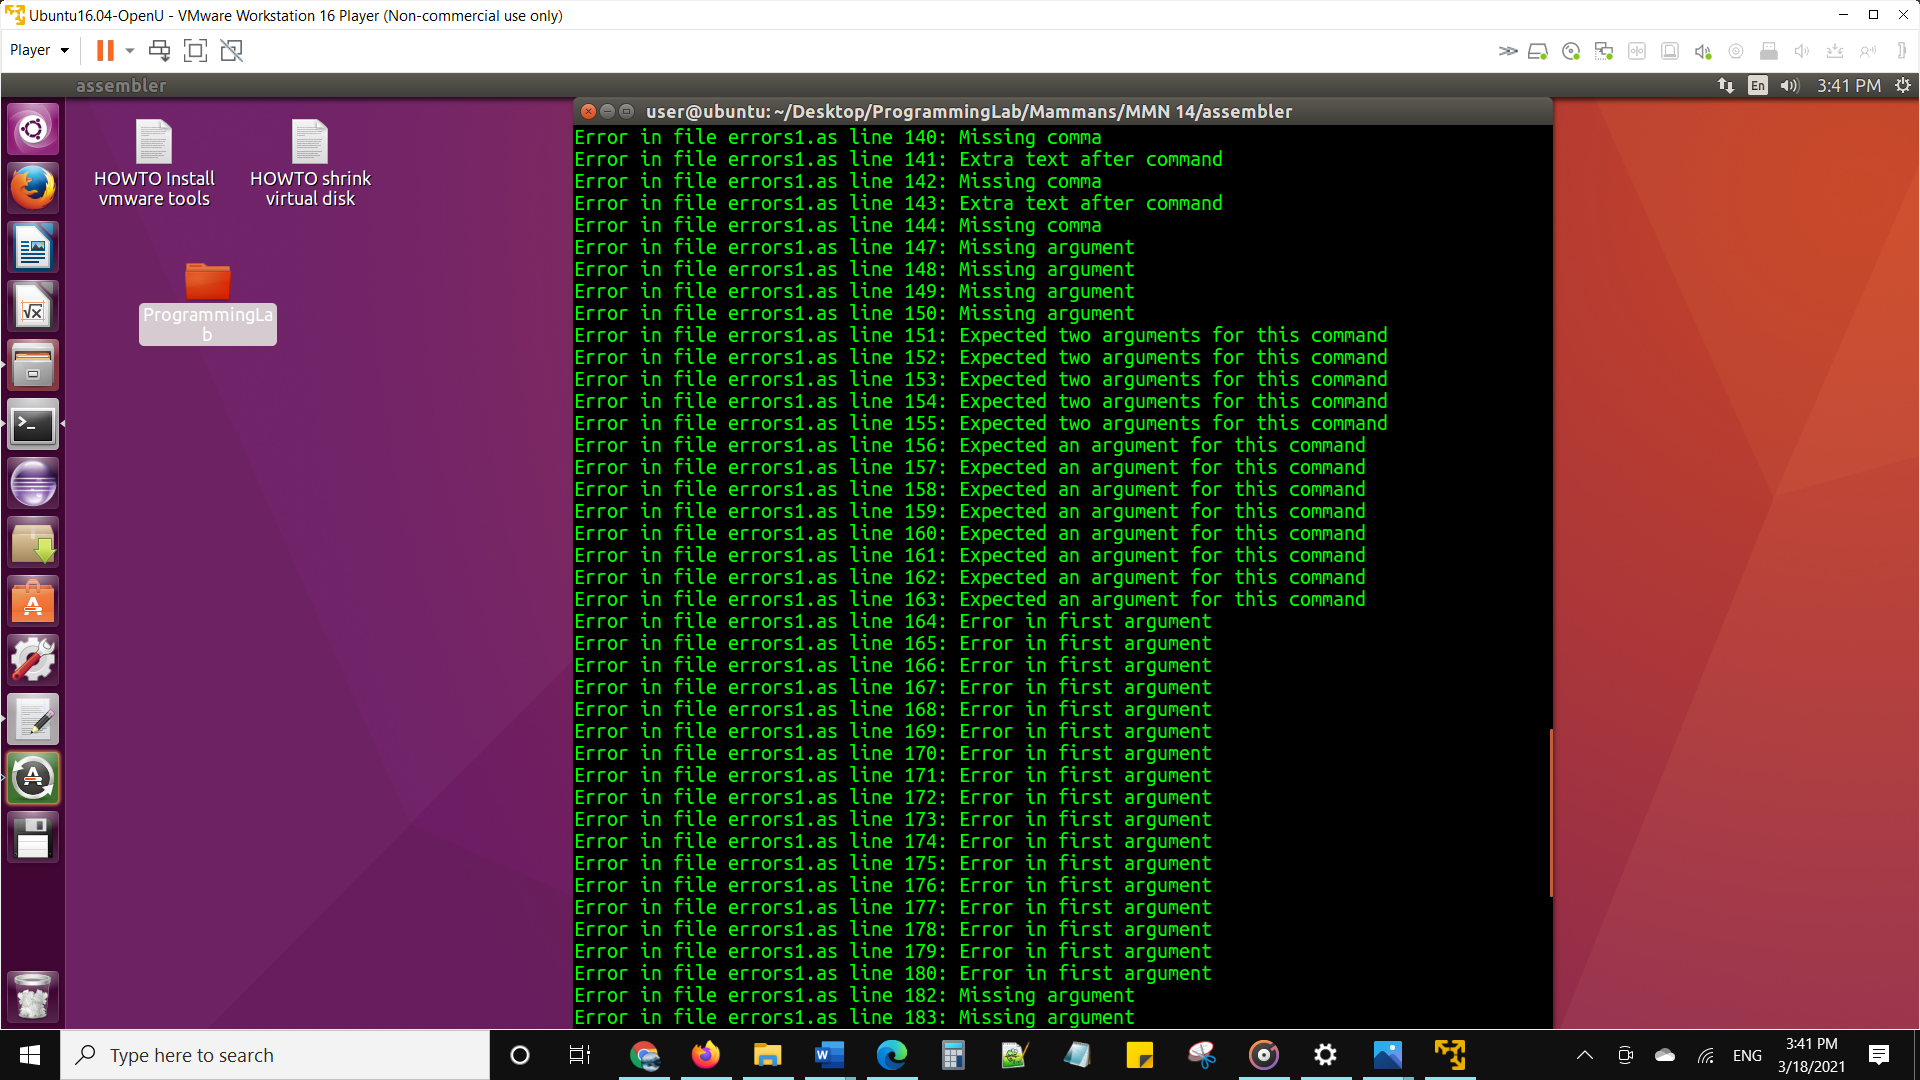 Ubuntu16.04-OpenU - VMware Workstation 16 Player (Non-commercial use only)
Player
assembler
En
3:41 PM
HOWTO Install
vmware tools
HOWTO shrink
virtual disk
ProgrammingLa
b
user@ubuntu: ~/Desktop/ProgrammingLab/Mammans/MMN 14/assembler
Error in file errors1.as line 140: Missing comma
Error in file errors1.as line 141: Extra text after command
Error in file errors1.as line 142: Missing comma
Error in file errors1.as line 143: Extra text after command
Error in file errors1.as line 144: Missing comma
Error in file errors1.as line 147: Missing argument
Error in file errors1.as line 148: Missing argument
Error in file errors1.as line 149: Missing argument
Error in file errors1.as line 150: Missing argument
Error in file errors1.as line 151: Expected two arguments for this command
Error in file errors1.as line 152: Expected two arguments for this command
Error in file errors1.as line 153: Expected two arguments for this command
Error in file errors1.as line 154: Expected two arguments for this command
Error in file errors1.as line 155: Expected two arguments for this command
Error in file errors1.as line 156: Expected an argument for this command
Error in file errors1.as line 157: Expected an argument for this command
Error in file errors1.as line 158: Expected an argument for this command
Error in file errors1.as line 159: Expected an argument for this command
Error in file errors1.as line 160: Expected an argument for this command
Error in file errors1.as line 161: Expected an argument for this command
Error in file errors1.as line 162: Expected an argument for this command
Error in file errors1.as line 163: Expected an argument for this command
Error in file errors1.as line 164: Error in first argument
Error in file errors1.as line 165: Error in first argument
Error in file errors1.as line 166: Error in first argument
Error in file errors1.as line 167: Error in first argument
Error in file errors1.as line 168: Error in first argument
Error in file errors1.as line 169: Error in first argument
Error in file errors1.as line 170: Error in first argument
Error in file errors1.as line 171: Error in first argument
Error in file errors1.as line 172: Error in first argument
Error in file errors1.as line 173: Error in first argument
Error in file errors1.as line 174: Error in first argument
Error in file errors1.as line 175: Error in first argument
Error in file errors1.as line 176: Error in first argument
Error in file errors1.as line 177: Error in first argument
Error in file errors1.as line 178: Error in first argument
Error in file errors1.as line 179: Error in first argument
Error in file errors1.as line 180: Error in first argument
Error in file errors1.as line 182: Missing argument
Error in file errors1.as line 183: Missing argument
Type here to search
ENG
3:41 PM
3/18/2021